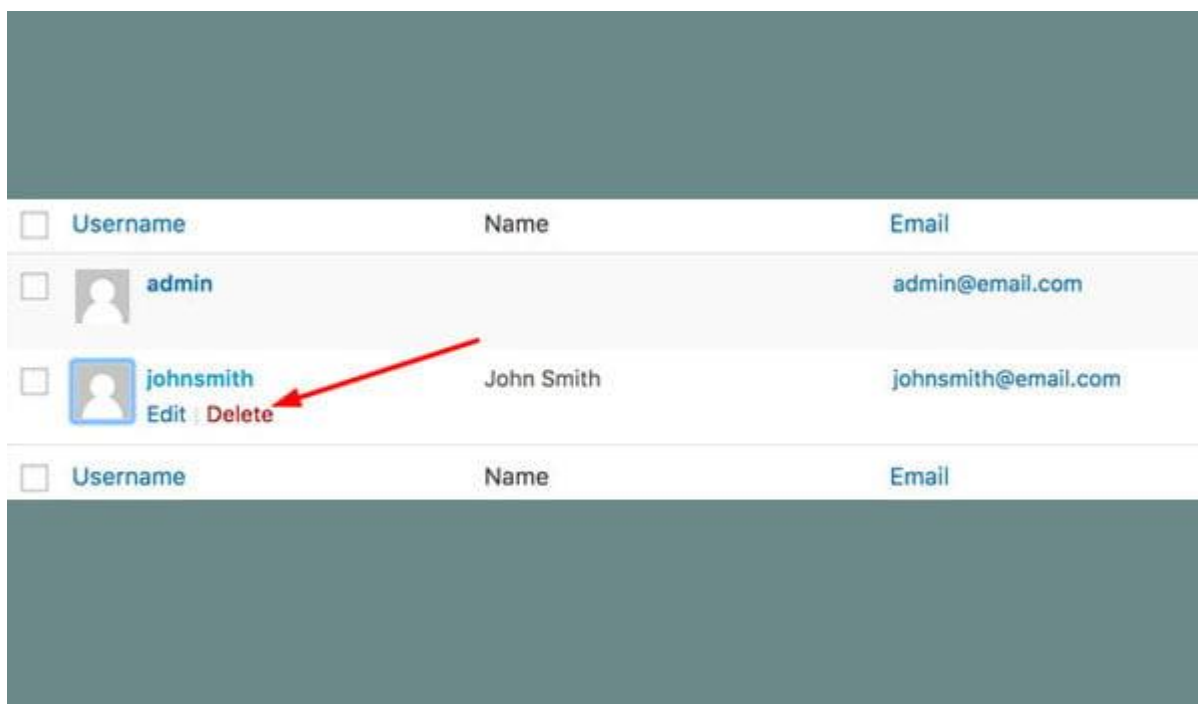 Username Name Email
admin admin@email.com
johnsmith John Smith johnsmith@email.com
Edit | Delete
Username Name Email